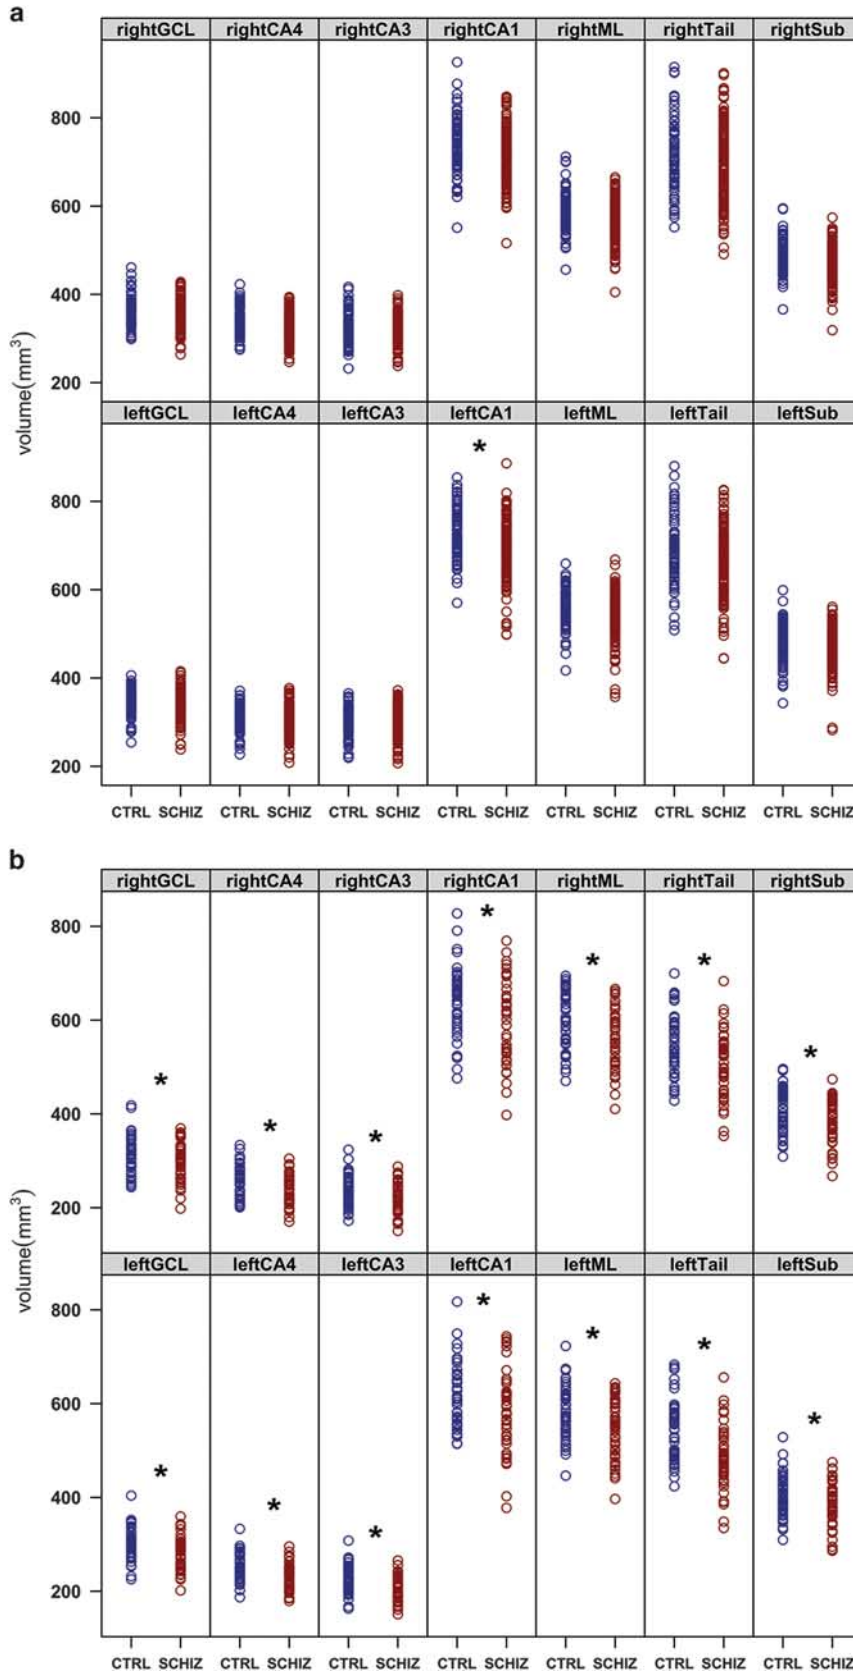 a
rightGCL rightCA4 rightCA3 rightCA1 rightML rightTail rightSub
800
600
400
200
volume(mm³)
leftGCL leftCA4 leftCA3 leftCA1 leftML leftTail leftSub
*
800
600
400
200
CTRL SCHIZ CTRL SCHIZ CTRL SCHIZ CTRL SCHIZ CTRL SCHIZ CTRL SCHIZ CTRL SCHIZ
b
rightGCL rightCA4 rightCA3 rightCA1 rightML rightTail rightSub
* * * * * * *
800
600
400
200
volume(mm³)
leftGCL leftCA4 leftCA3 leftCA1 leftML leftTail leftSub
* * * * * * *
800
600
400
200
CTRL SCHIZ CTRL SCHIZ CTRL SCHIZ CTRL SCHIZ CTRL SCHIZ CTRL SCHIZ CTRL SCHIZ